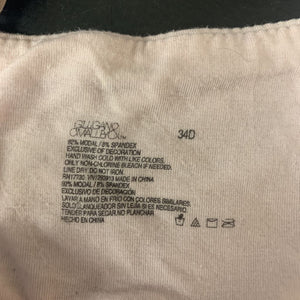 GILLIGAN &
O'MALLEY
34D
92% MODAL / 8% SPANDEX
EXCLUSIVE OF DECORATION
HAND WASH COLD WITH LIKE COLORS.
ONLY NON-CHLORINE BLEACH IF NEEDED.
LINE DRY. DO NOT IRON.
RN17730 MADE IN CHINA
92% MODAL / 8% SPANDEX
EXCLUSIVO DE DECORACIÓN
LAVAR A MANO EN FRIO CON COLORES SIMILARES.
SOLO BLANQUEADOR SIN LEJIA SI ES NECESARIO.
TENDER PARA SECAR. NO PLANCHAR.
HECHO EN CHINA